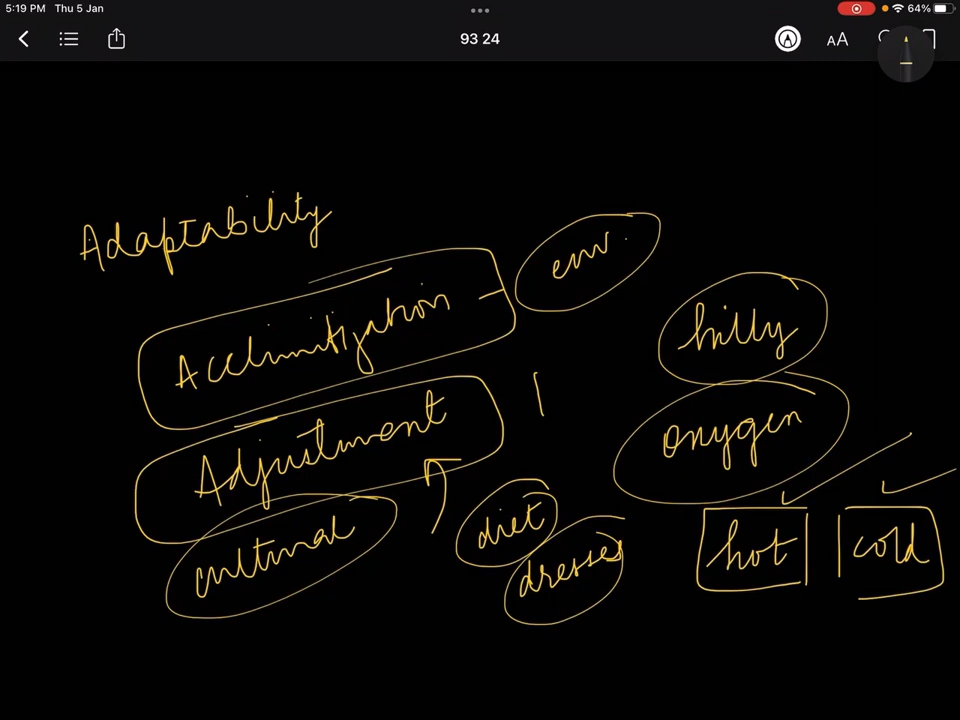 5:19 PM Thu 5 Jan
64%
93 24
AA
Adaptability
Acclimitization - env.
hilly
Adjustment
oxygen
cultural
diet
dresses
hot
cold